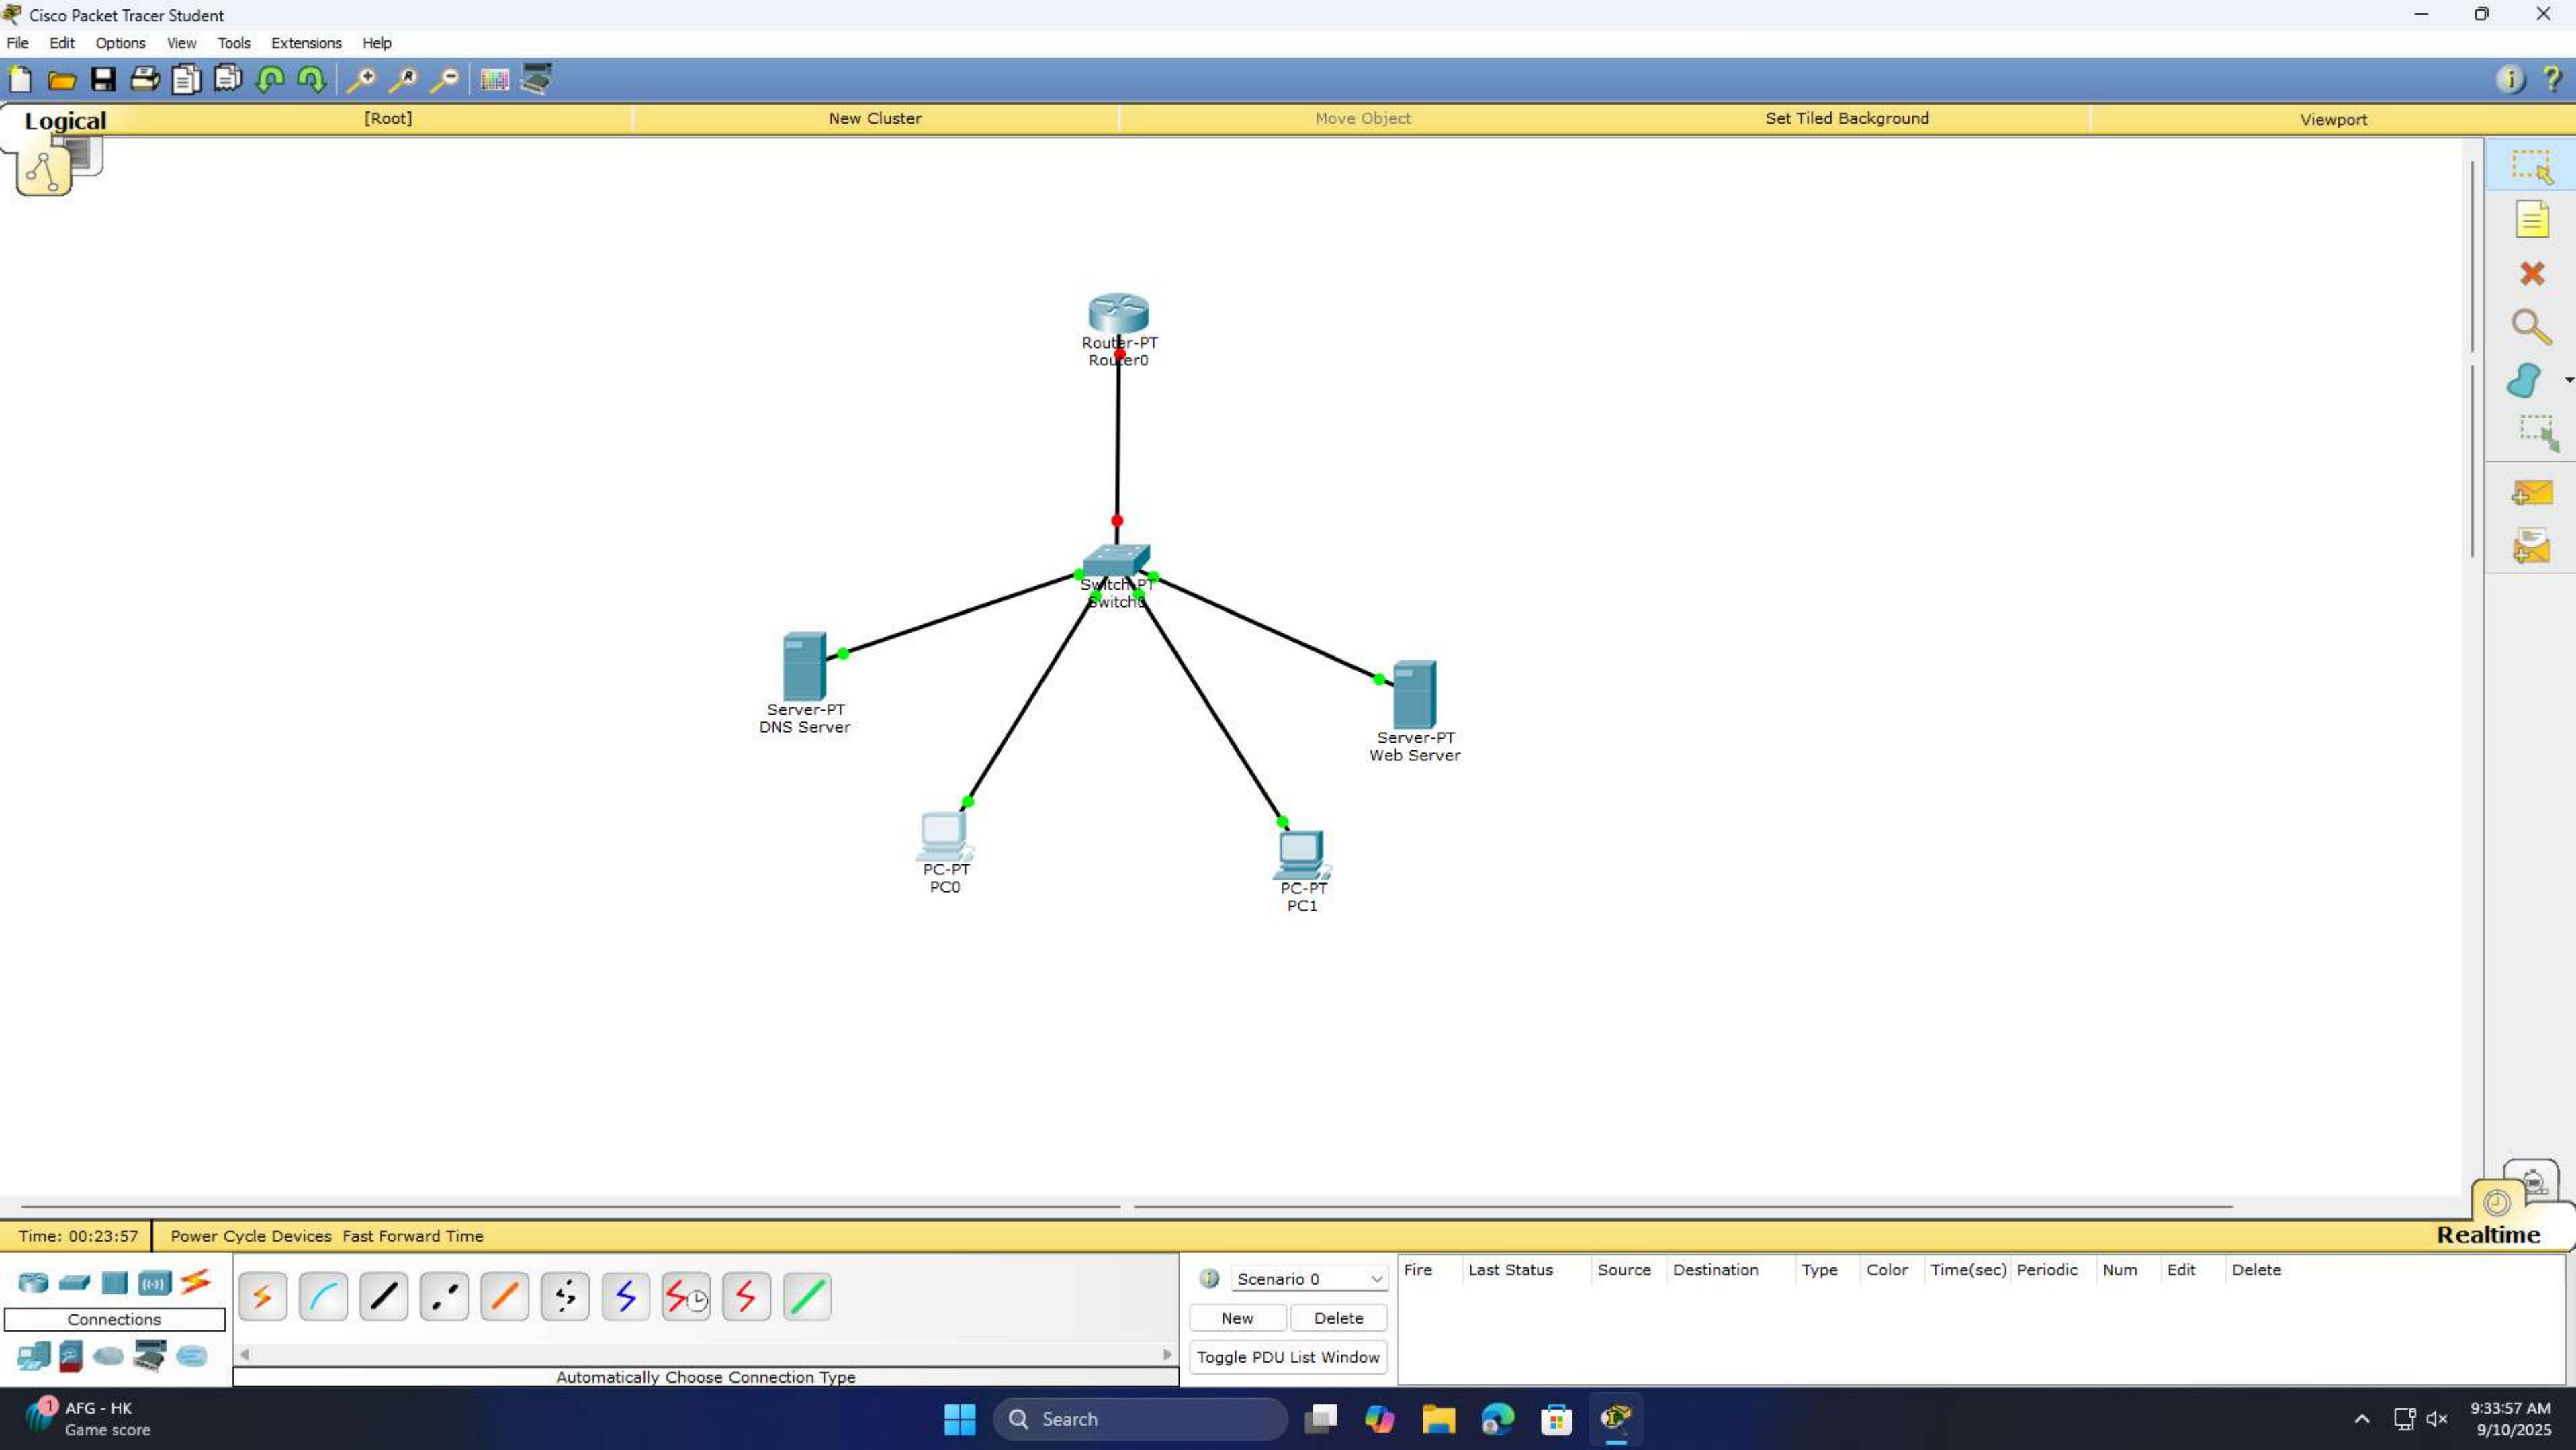 Cisco Packet Tracer Student
File Edit Options View Tools Extensions Help
Logical [Root] New Cluster Move Object Set Tiled Background Viewport
Router-PT
Router0
Switch-PT
Switch0
Server-PT
DNS Server
Server-PT
Web Server
PC-PT
PC0
PC-PT
PC1
Time: 00:23:57 Power Cycle Devices Fast Forward Time Realtime
Connections
Automatically Choose Connection Type
Scenario 0
New Delete
Toggle PDU List Window
Fire Last Status Source Destination Type Color Time(sec) Periodic Num Edit Delete
1
AFG - HK
Game score
Search
9:33:57 AM
9/10/2025